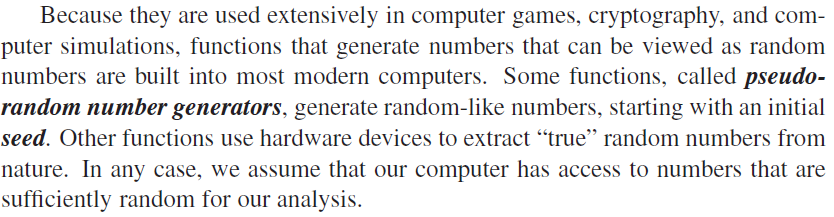 Because they are used extensively in computer games, cryptography, and com-
puter simulations, functions that generate numbers that can be viewed as random
numbers are built into most modern computers. Some functions, called pseudo-
random number generators, generate random-like numbers, starting with an initial
seed. Other functions use hardware devices to extract “true” random numbers from
nature. In any case, we assume that our computer has access to numbers that are
sufficiently random for our analysis.